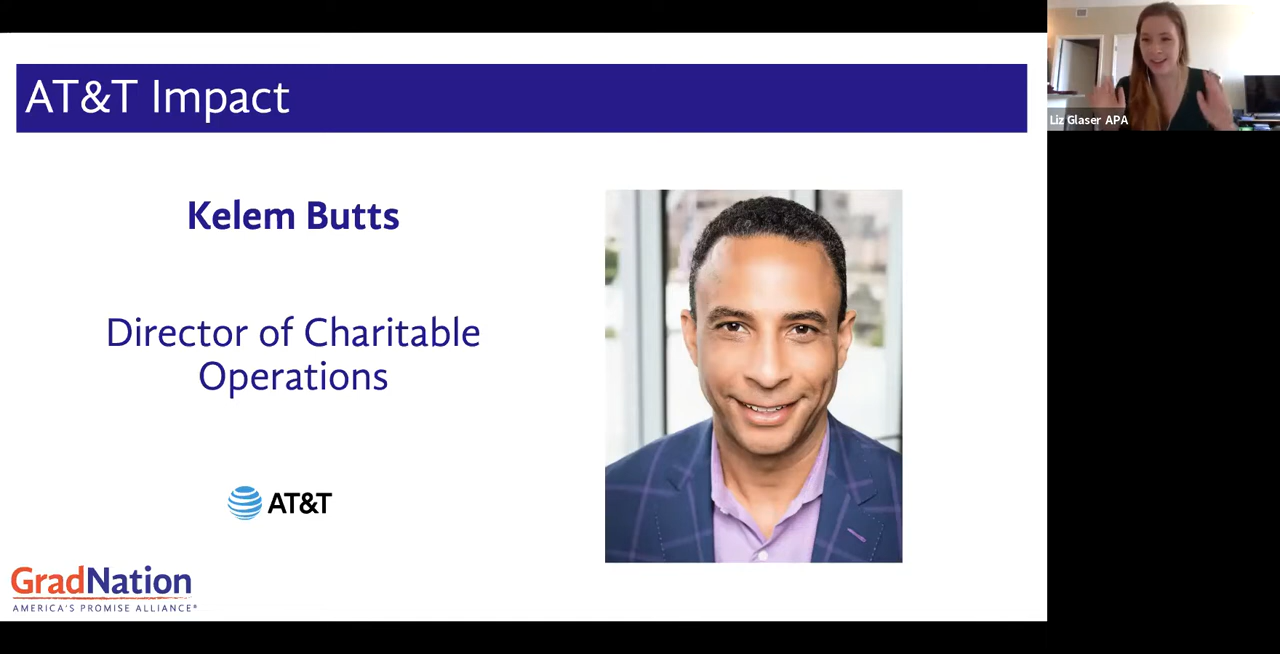 AT&T Impact
Kelem Butts
Director of Charitable
Operations
AT&T
GradNation
AMERICA'S PROMISE ALLIANCE®
Liz Glaser APA